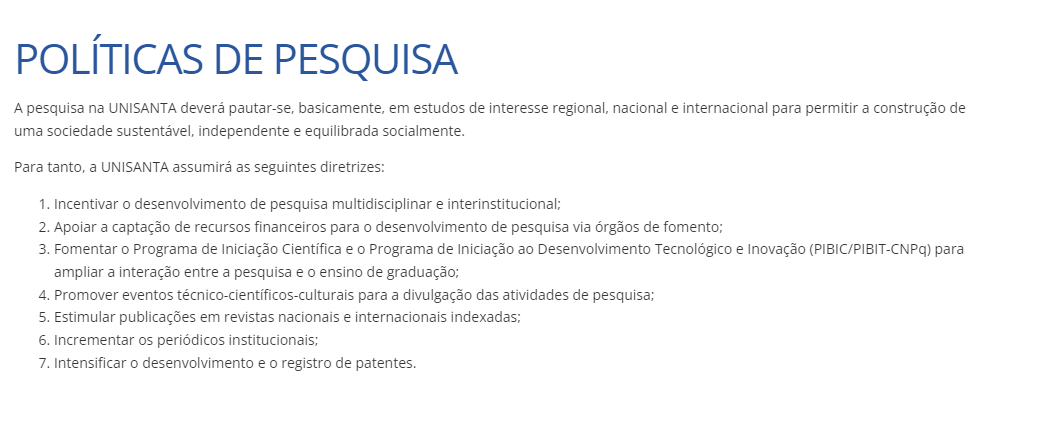 POLÍTICAS DE PESQUISA
A pesquisa na UNISANTA deverá pautar-se, basicamente, em estudos de interesse regional, nacional e internacional para permitir a construção de
uma sociedade sustentável, independente e equilibrada socialmente.
Para tanto, a UNISANTA assumirá as seguintes diretrizes:
1. Incentivar o desenvolvimento de pesquisa multidisciplinar e interinstitucional;
2. Apoiar a captação de recursos financeiros para o desenvolvimento de pesquisa via órgãos de fomento;
3. Fomentar o Programa de Iniciação Científica e o Programa de Iniciação ao Desenvolvimento Tecnológico e Inovação (PIBIC/PIBIT-CNPq) para
ampliar a interação entre a pesquisa e o ensino de graduação;
4. Promover eventos técnico-científicos-culturais para a divulgação das atividades de pesquisa;
5. Estimular publicações em revistas nacionais e internacionais indexadas;
6. Incrementar os periódicos institucionais;
7. Intensificar o desenvolvimento e o registro de patentes.